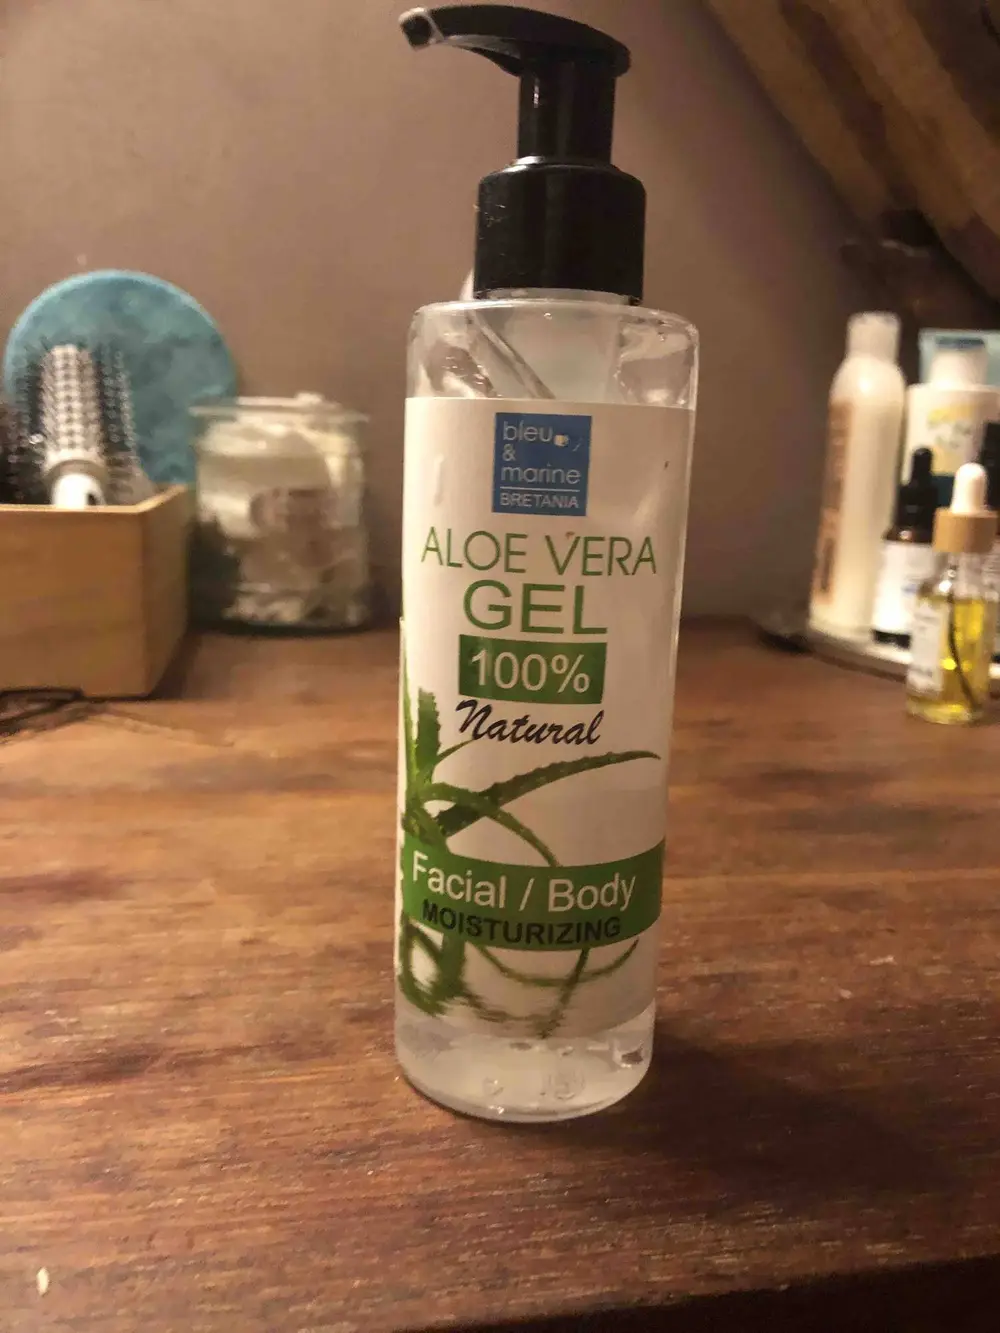 bleu
&
marine
BRETANIA
ALOE VERA
GEL
100%
Natural
Facial / Body
MOISTURIZING